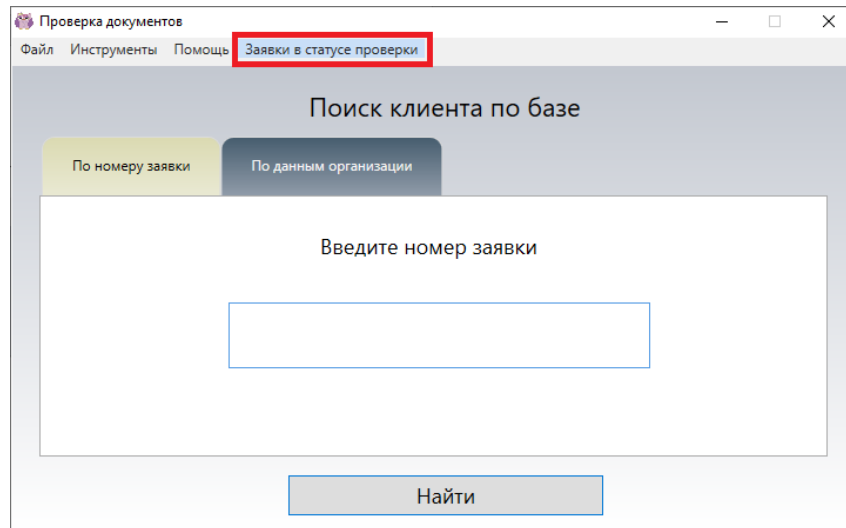 Проверка документов
Файл Инструменты Помощь Заявки в статусе проверки
Поиск клиента по базе
По номеру заявки По данным организации
Введите номер заявки
Найти